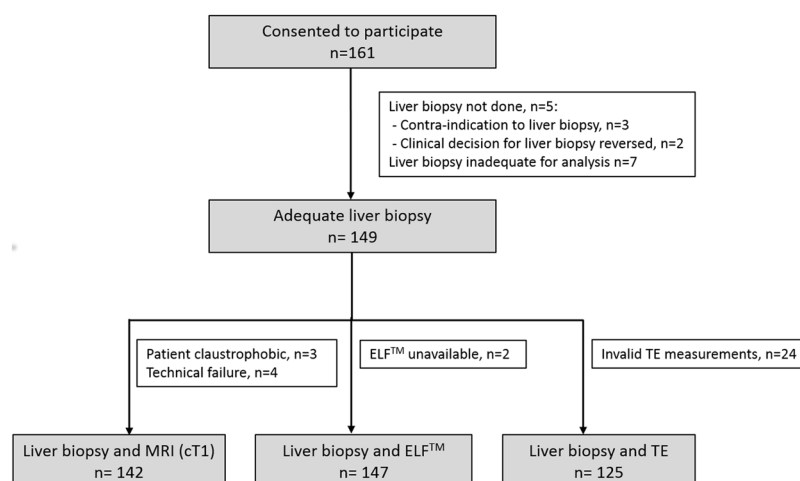 Consented to participate
n=161
Liver biopsy not done, n=5:
- Contra-indication to liver biopsy, n=3
- Clinical decision for liver biopsy reversed, n=2
Liver biopsy inadequate for analysis n=7
Adequate liver biopsy
n= 149
Patient claustrophobic, n=3
Technical failure, n=4
ELF™ unavailable, n=2
Invalid TE measurements, n=24
Liver biopsy and MRI (cT1)
n= 142
Liver biopsy and ELF™
n= 147
Liver biopsy and TE
n= 125